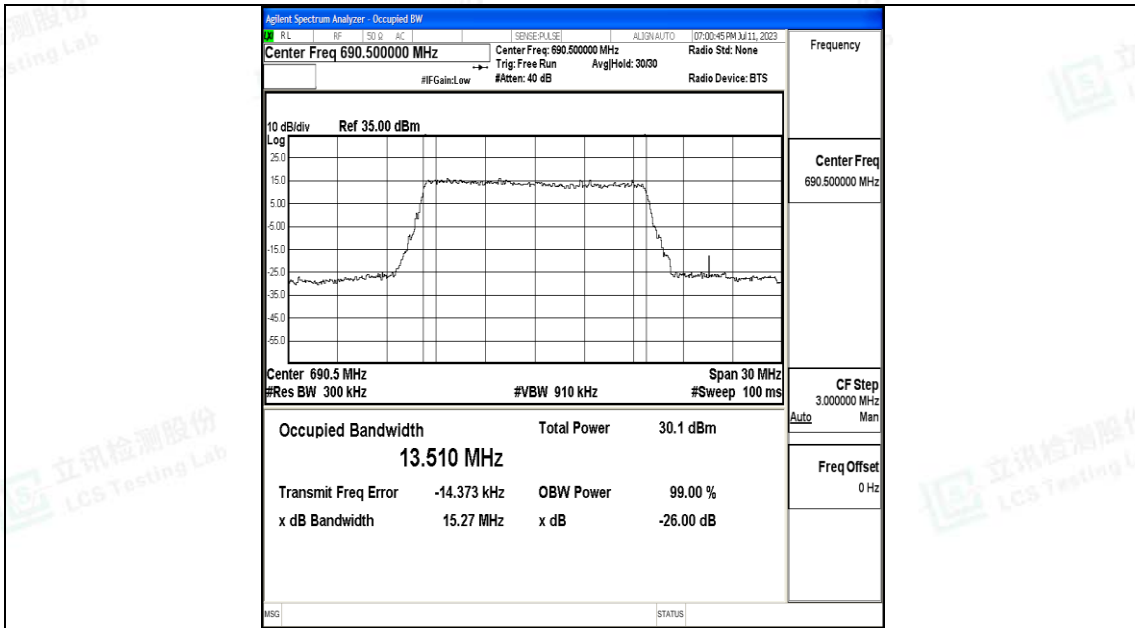 Agilent Spectrum Analyzer - Occupied BW
RL RF 50 Ω AC SENSE:PULSE ALIGN AUTO 07:00:45 PM Jul 11, 2023
Center Freq 690.500000 MHz
Center Freq: 690.500000 MHz
Radio Std: None
Trig: Free Run Avg|Hold: 30/30
#IFGain:Low
#Atten: 40 dB
Radio Device: BTS
10 dB/div Ref 35.00 dBm
Log
25.0
15.0
5.00
-5.00
-15.0
-25.0
-35.0
-45.0
-55.0
Center 690.5 MHz
Span 30 MHz
#Res BW 300 kHz
#VBW 910 kHz
#Sweep 100 ms
Occupied Bandwidth
Total Power 30.1 dBm
13.510 MHz
Transmit Freq Error -14.373 kHz
OBW Power 99.00 %
x dB Bandwidth 15.27 MHz
x dB -26.00 dB
MSG
STATUS
Frequency
Center Freq
690.500000 MHz
CF Step
3.000000 MHz
Auto Man
Freq Offset
0 Hz
立讯检测股份
LCS Testing Lab
立讯检测股份
LCS Testing L